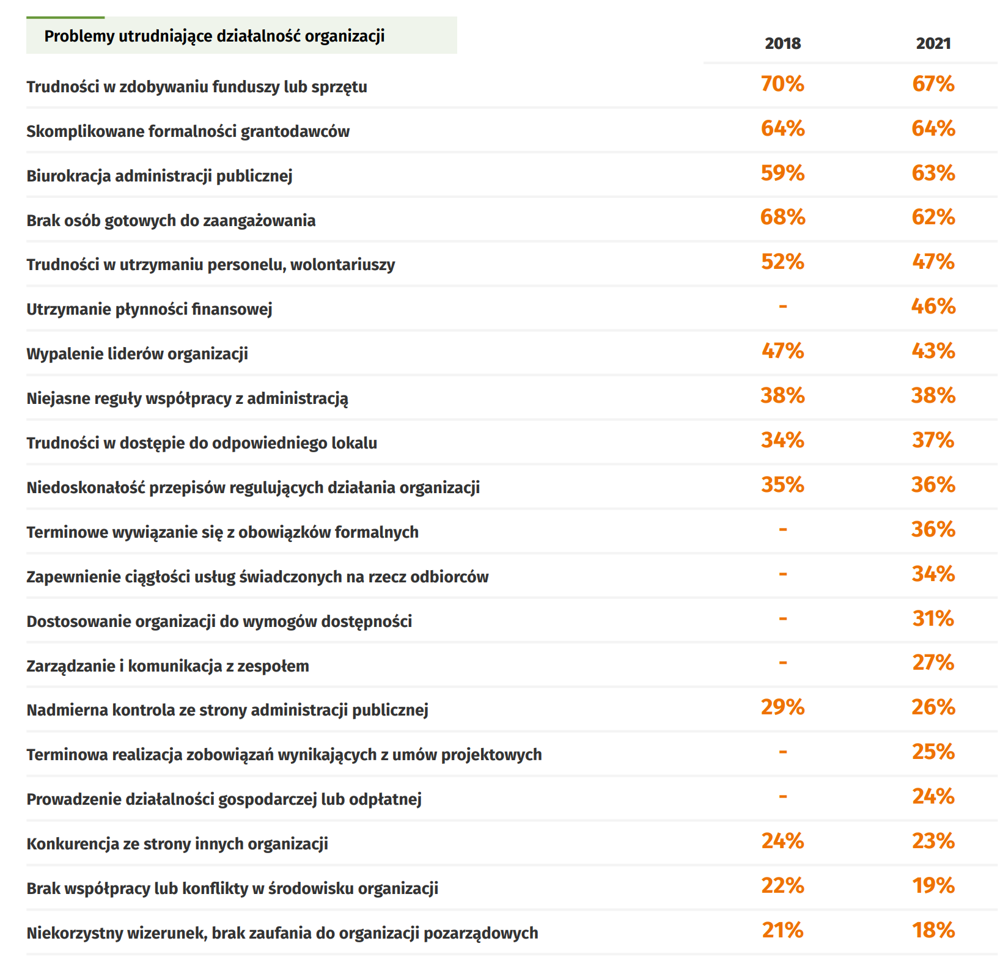 Problemy utrudniające działalność organizacji
2018 2021
Trudności w zdobywaniu funduszy lub sprzętu 70% 67%
Skomplikowane formalności grantodawców 64% 64%
Biurokracja administracji publicznej 59% 63%
Brak osób gotowych do zaangażowania 68% 62%
Trudności w utrzymaniu personelu, wolontariuszy 52% 47%
Utrzymanie płynności finansowej - 46%
Wypalenie liderów organizacji 47% 43%
Niejasne reguły współpracy z administracją 38% 38%
Trudności w dostępie do odpowiedniego lokalu 34% 37%
Niedoskonałość przepisów regulujących działania organizacji 35% 36%
Terminowe wywiązanie się z obowiązków formalnych - 36%
Zapewnienie ciągłości usług świadczonych na rzecz odbiorców - 34%
Dostosowanie organizacji do wymogów dostępności - 31%
Zarządzanie i komunikacja z zespołem - 27%
Nadmierna kontrola ze strony administracji publicznej 29% 26%
Terminowa realizacja zobowiązań wynikających z umów projektowych - 25%
Prowadzenie działalności gospodarczej lub odpłatnej - 24%
Konkurencja ze strony innych organizacji 24% 23%
Brak współpracy lub konflikty w środowisku organizacji 22% 19%
Niekorzystny wizerunek, brak zaufania do organizacji pozarządowych 21% 18%